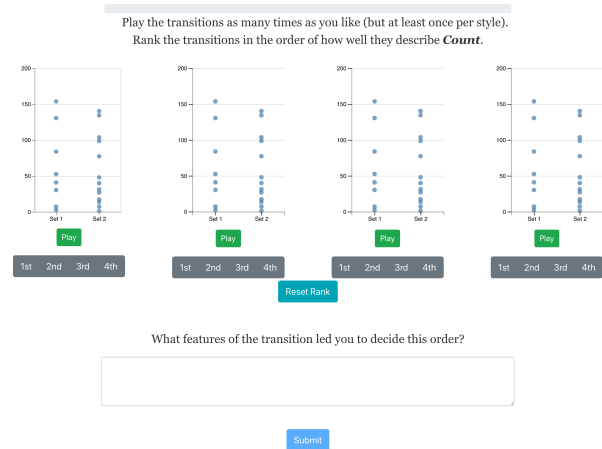 Play the transitions as many times as you like (but at least once per style).
Rank the transitions in the order of how well they describe Count.
200 200 200 200
150 150 150 150
100 100 100 100
50 50 50 50
0 0 0 0
Set 1 Set 2 Set 1 Set 2 Set 1 Set 2 Set 1 Set 2
Play Play Play Play
1st 2nd 3rd 4th 1st 2nd 3rd 4th 1st 2nd 3rd 4th 1st 2nd 3rd 4th
Reset Rank
What features of the transition led you to decide this order?
Submit